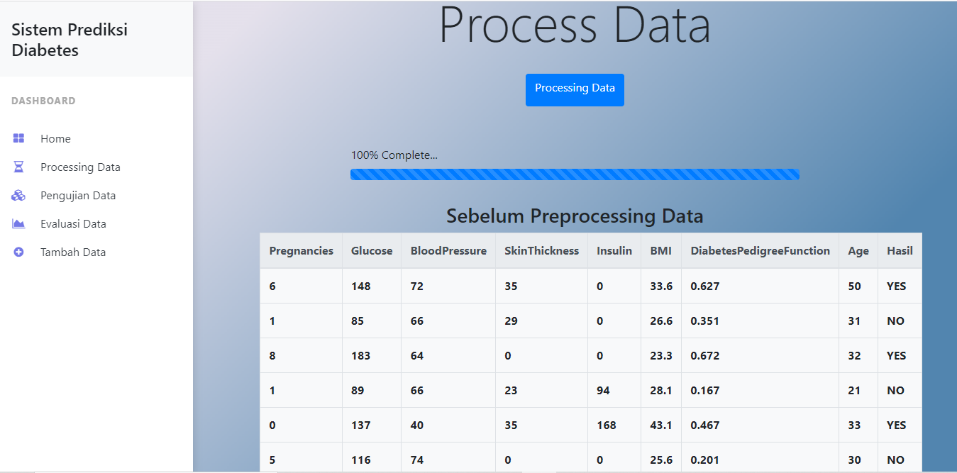 Sistem Prediksi
Diabetes
DASHBOARD
Home
Processing Data
Pengujian Data
Evaluasi Data
Tambah Data
Process Data
Processing Data
100% Complete...
Sebelum Preprocessing Data
Pregnancies Glucose BloodPressure SkinThickness Insulin BMI DiabetesPedigreeFunction Age Hasil
6 148 72 35 0 33.6 0.627 50 YES
1 85 66 29 0 26.6 0.351 31 NO
8 183 64 0 0 23.3 0.672 32 YES
1 89 66 23 94 28.1 0.167 21 NO
0 137 40 35 168 43.1 0.467 33 YES
5 116 74 0 0 25.6 0.201 30 NO